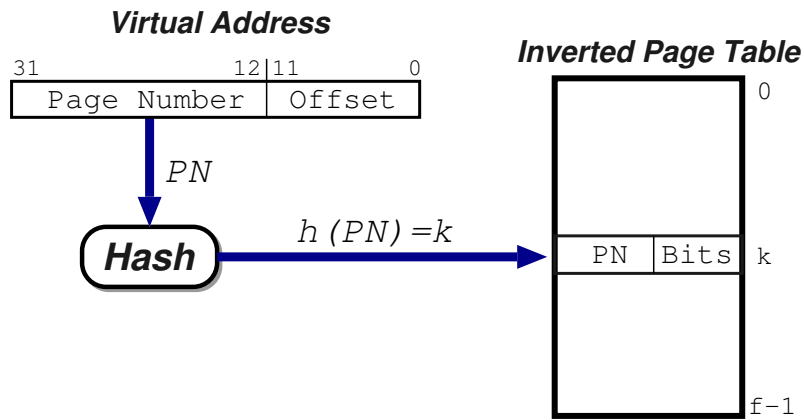 Virtual Address
31 12 11 0
Page Number Offset
PN
Hash
h(PN)=k
Inverted Page Table
0
PN Bits k
f-1